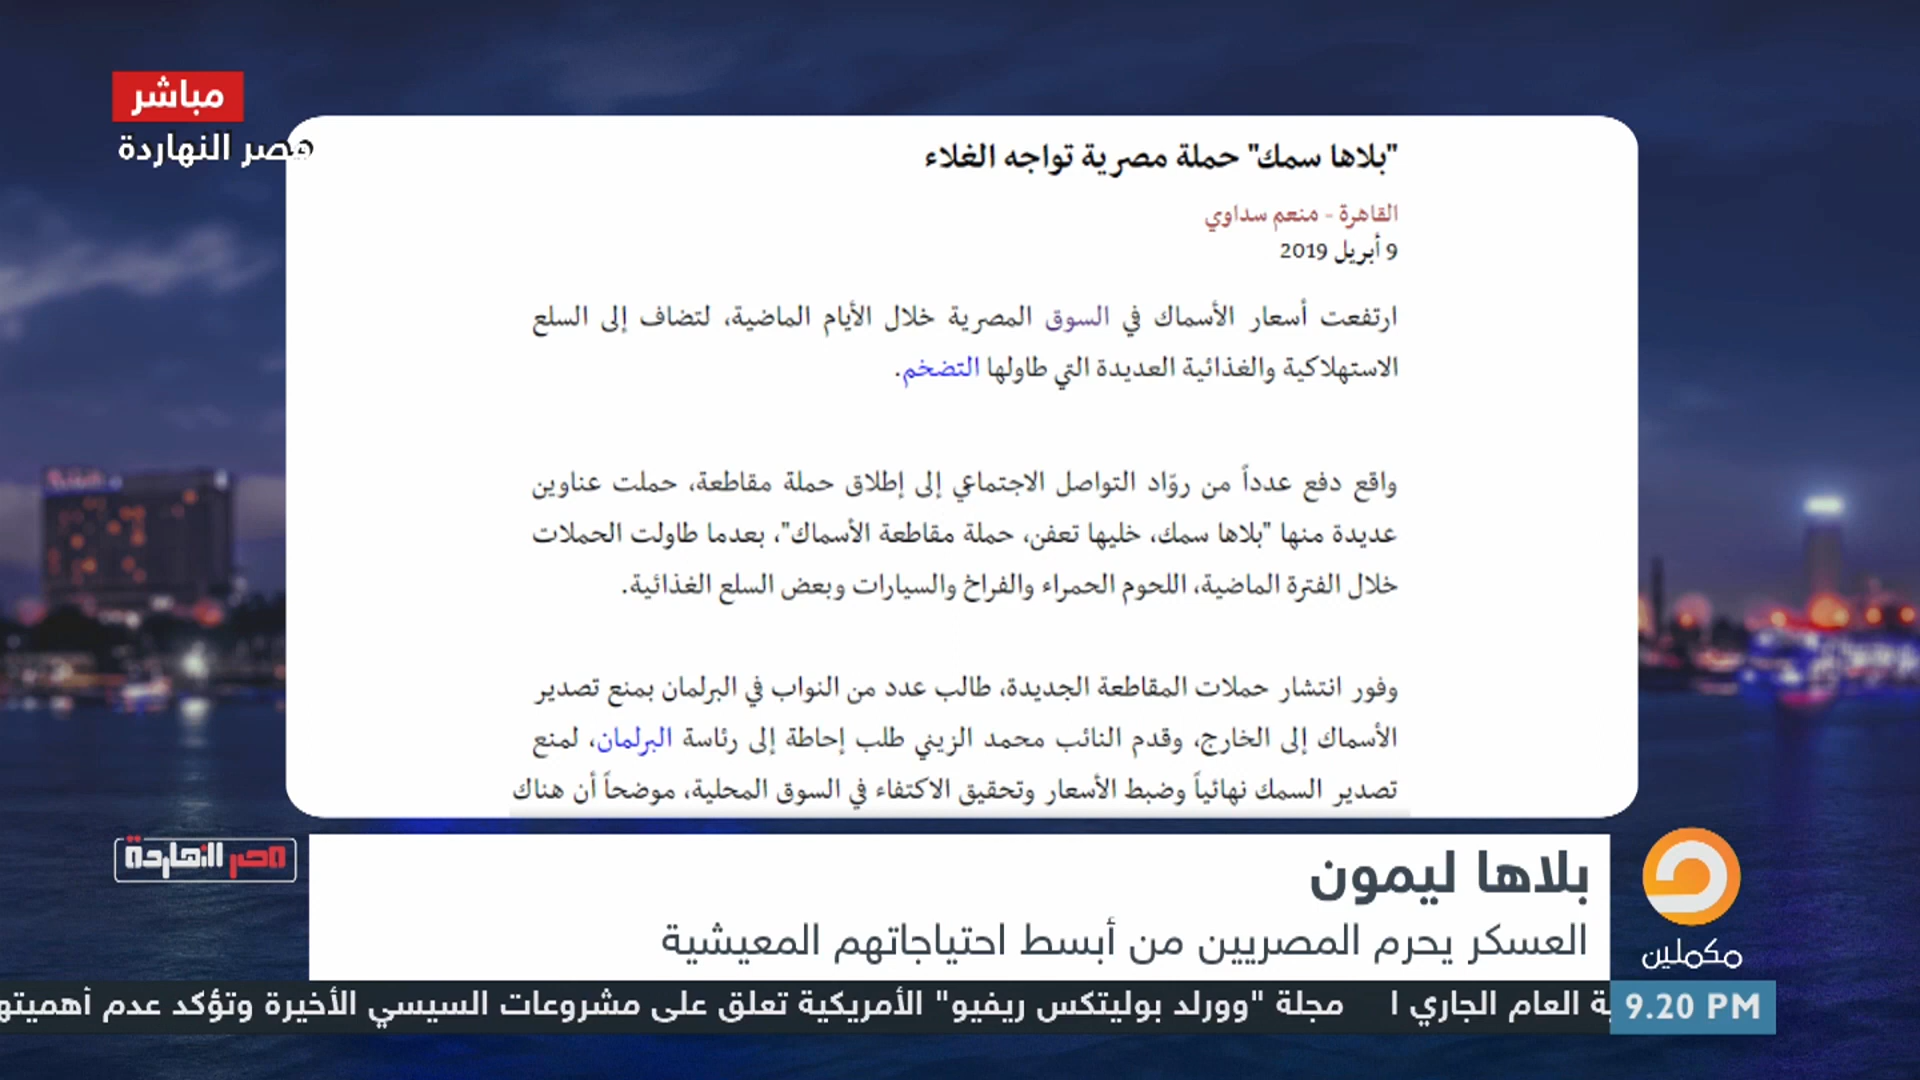 مباشر
مصر النهاردة
"بلاها سمك" حملة مصرية تواجه الغلاء
القاهرة - منعم سداوي
9 أبريل 2019
ارتفعت أسعار الأسماك في السوق المصرية خلال الأيام الماضية، لتضاف إلى السلع
الاستهلاكية والغذائية العديدة التي طاولها التضخم.
واقع دفع عدداً من روّاد التواصل الاجتماعي إلى إطلاق حملة مقاطعة، حملت عناوين
عديدة منها "بلاها سمك، خليها تعفن، حملة مقاطعة الأسماك"، بعدما طاولت الحملات
خلال الفترة الماضية، اللحوم الحمراء والفراخ والسيارات وبعض السلع الغذائية.
وفور انتشار حملات المقاطعة الجديدة، طالب عدد من النواب في البرلمان بمنع تصدير
الأسماك إلى الخارج، وقدم النائب محمد الزيني طلب إحاطة إلى رئاسة البرلمان، لمنع
تصدير السمك نهائياً وضبط الأسعار وتحقيق الاكتفاء في السوق المحلية، موضحاً أن هناك
مصر النهاردة
بلاها ليمون
العسكر يحرم المصريين من أبسط احتياجاتهم المعيشية
مكملين
9.20 PM
ية العام الجاري | مجلة "وورلد بوليتكس ريفيو" الأمريكية تعلق على مشروعات السيسي الأخيرة وتؤكد عدم أهميته